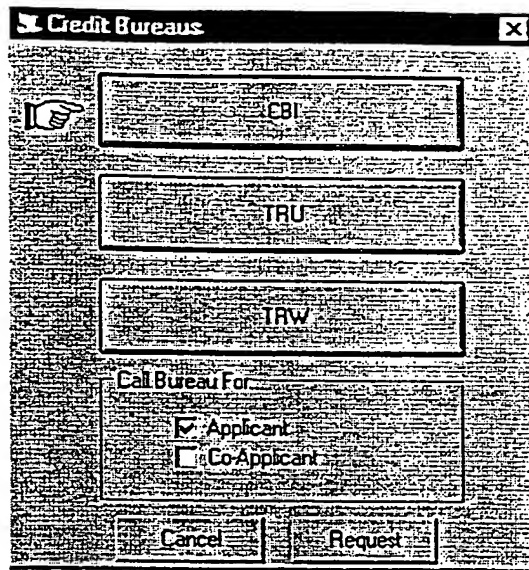 Credit Bureaus
CBI
TRU
TRW
Call Bureau For
Applicant
Co-Applicant
Cancel Request